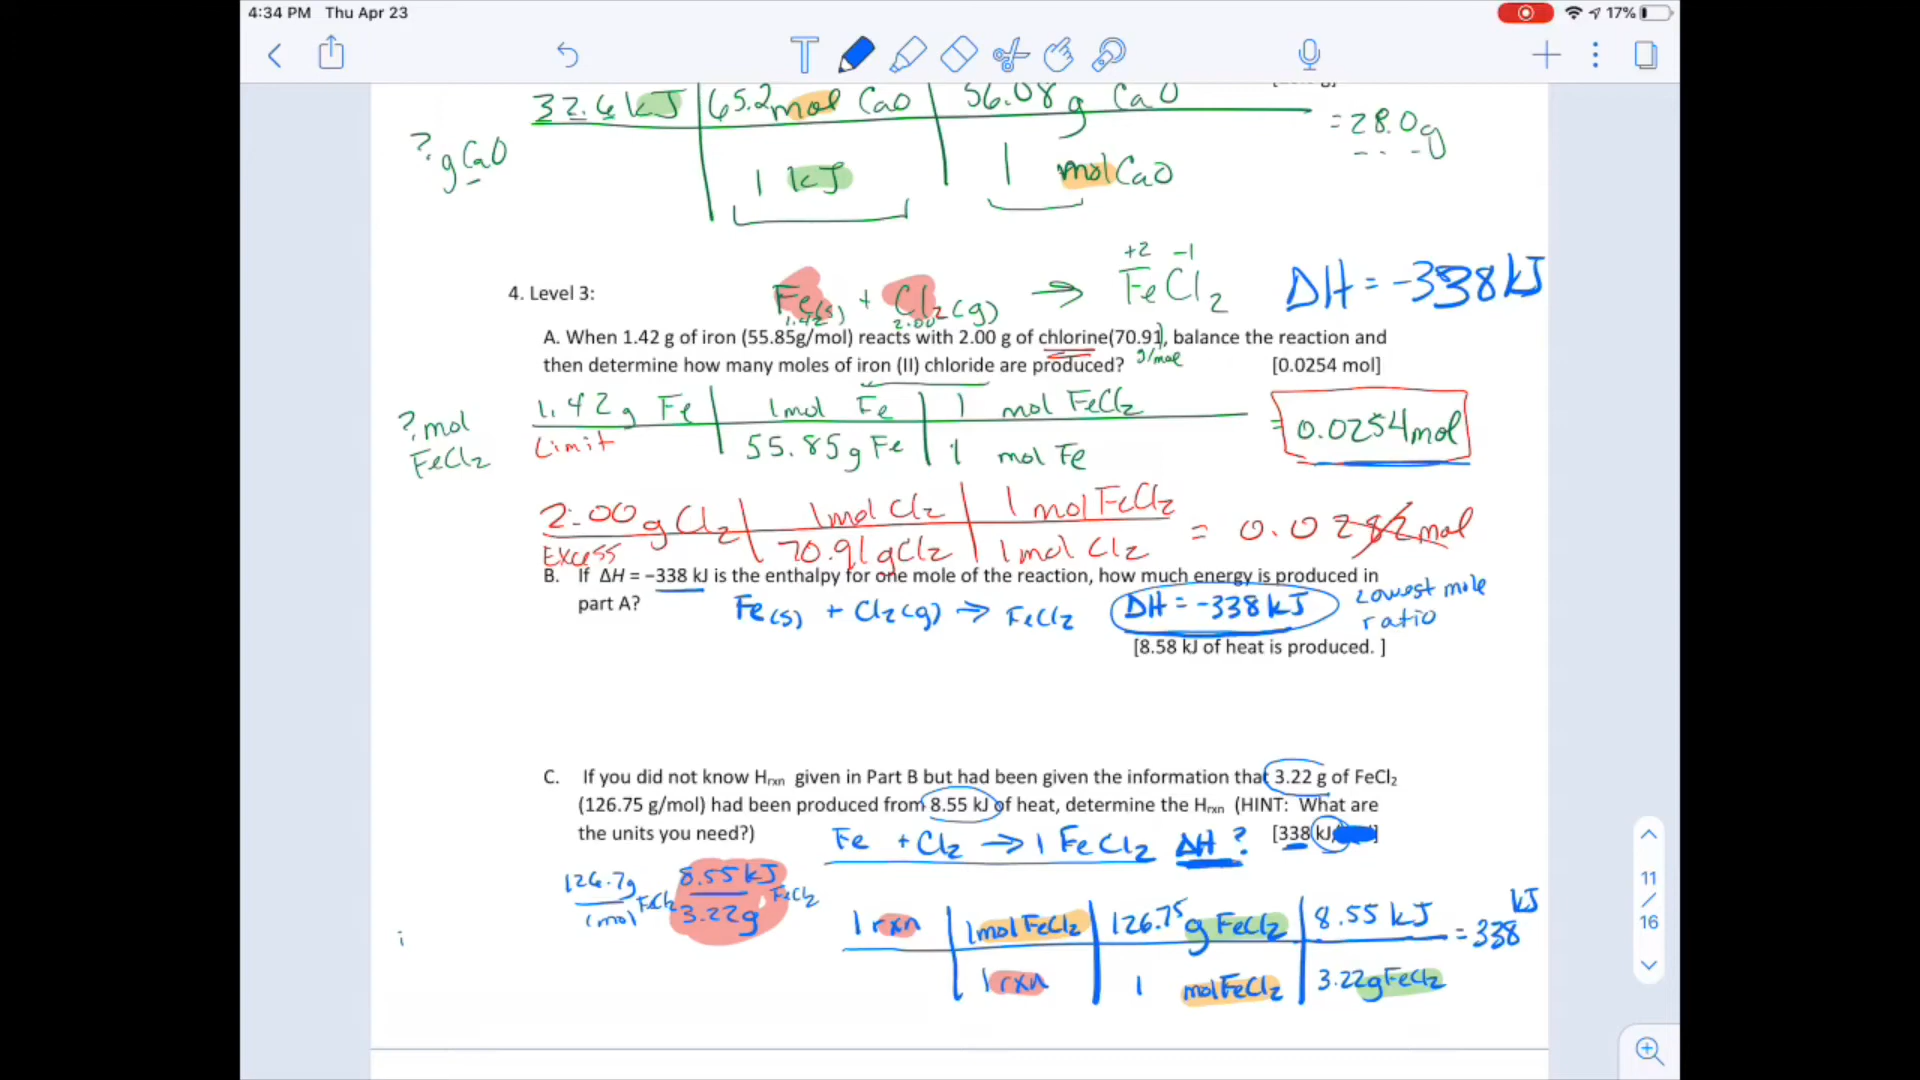 4:34 PM Thu Apr 23
17%
32.6 kJ 65.2 mol CaO 56.08 g CaO
= 28.0g
? g CaO
1 kJ 1 mol CaO
+2 -1
4. Level 3: Fe(s) + Cl2(g) → FeCl2 ΔH = -338 kJ
1.42 2.00
A. When 1.42 g of iron (55.85g/mol) reacts with 2.00 g of chlorine(70.91), balance the reaction and
g/mol
then determine how many moles of iron (II) chloride are produced? [0.0254 mol]
? mol FeCl2
1.42 g Fe 1 mol Fe 1 mol FeCl2
= 0.0254 mol
Limit 55.85 g Fe 1 mol Fe
2.00 g Cl2 1 mol Cl2 1 mol FeCl2
= 0.0282 mol
Excess 70.91 g Cl2 1 mol Cl2
B. If ΔH = −338 kJ is the enthalpy for one mole of the reaction, how much energy is produced in
part A? Fe(s) + Cl2(g) → FeCl2 ΔH = -338 kJ Lowest mole ratio
[8.58 kJ of heat is produced. ]
C. If you did not know Hrxn given in Part B but had been given the information that 3.22 g of FeCl2
(126.75 g/mol) had been produced from 8.55 kJ of heat, determine the Hrxn (HINT: What are
the units you need?) Fe + Cl2 → 1 FeCl2 ΔH ? [338 kJ ]
126.7g FeCl2 8.55 kJ FeCl2
1 mol 3.22g
1 rxn 1 mol FeCl2 126.75 g FeCl2 8.55 kJ = 338 kJ
1 rxn 1 mol FeCl2 3.22 g FeCl2
11
/
16